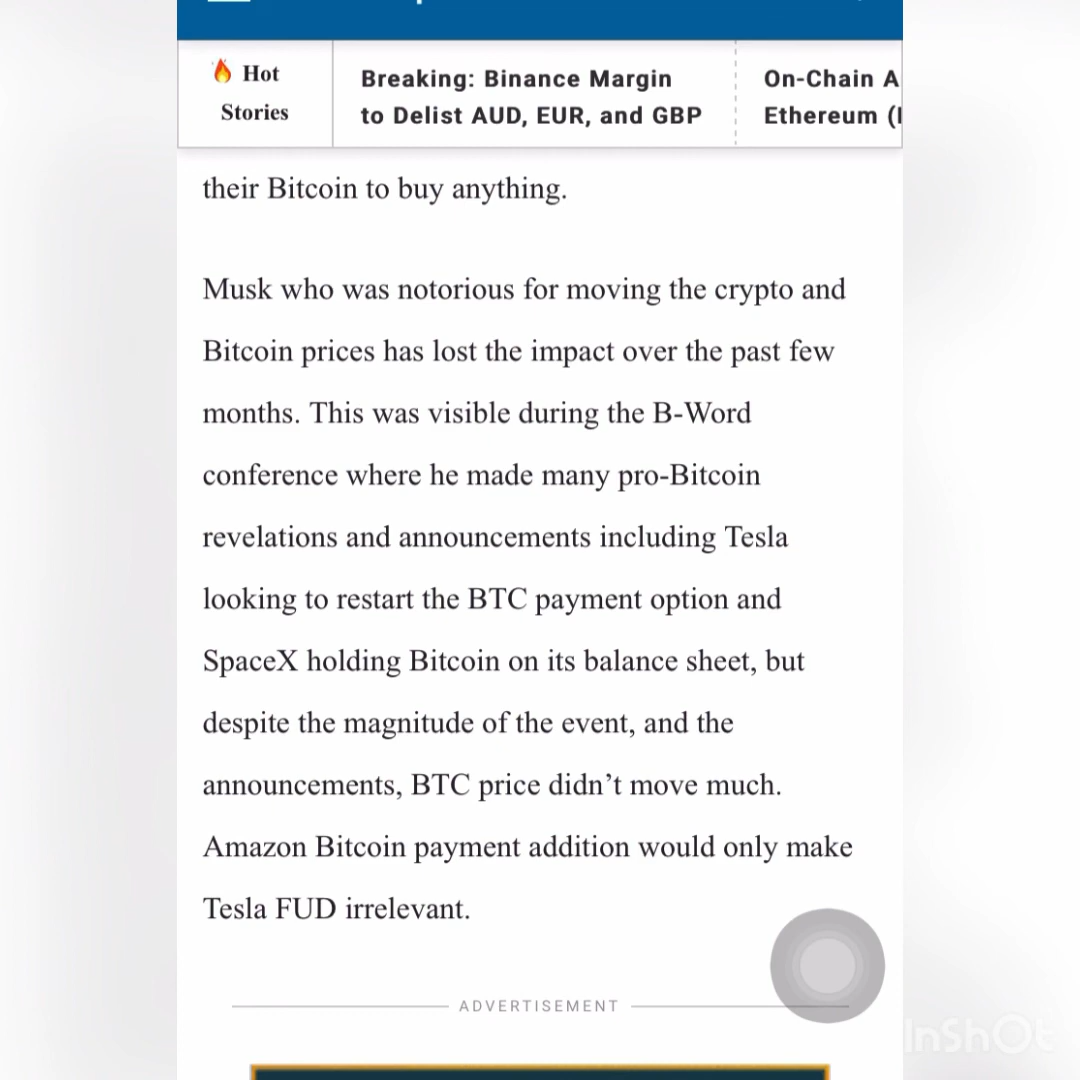 Hot
Stories
Breaking: Binance Margin
to Delist AUD, EUR, and GBP
On-Chain A
Ethereum (
their Bitcoin to buy anything.
Musk who was notorious for moving the crypto and
Bitcoin prices has lost the impact over the past few
months. This was visible during the B-Word
conference where he made many pro-Bitcoin
revelations and announcements including Tesla
looking to restart the BTC payment option and
SpaceX holding Bitcoin on its balance sheet, but
despite the magnitude of the event, and the
announcements, BTC price didn’t move much.
Amazon Bitcoin payment addition would only make
Tesla FUD irrelevant.
ADVERTISEMENT
InShOt